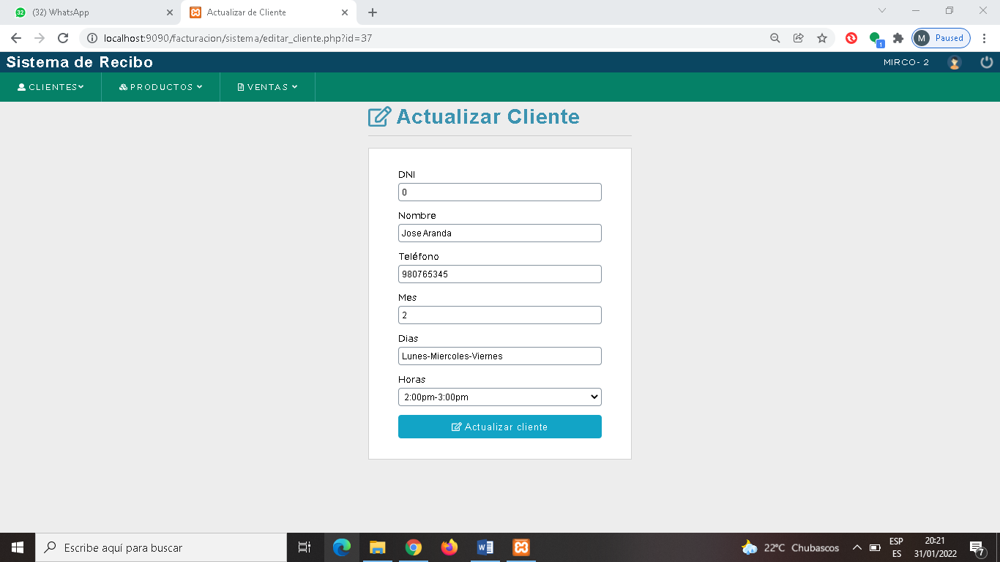 (32) WhatsApp
Actualizar de Cliente
localhost:9090/facturacion/sistema/editar_cliente.php?id=37
1
M Paused
Sistema de Recibo
MIRCO- 2
CLIENTES
PRODUCTOS
VENTAS
Actualizar Cliente
DNI
0
Nombre
Jose Aranda
Teléfono
980765345
Mes
2
Dias
Lunes-Miercoles-Viernes
Horas
2:00pm-3:00pm
Actualizar cliente
Escribe aquí para buscar
22°C Chubascos
ESP
ES
20:21
31/01/2022
7